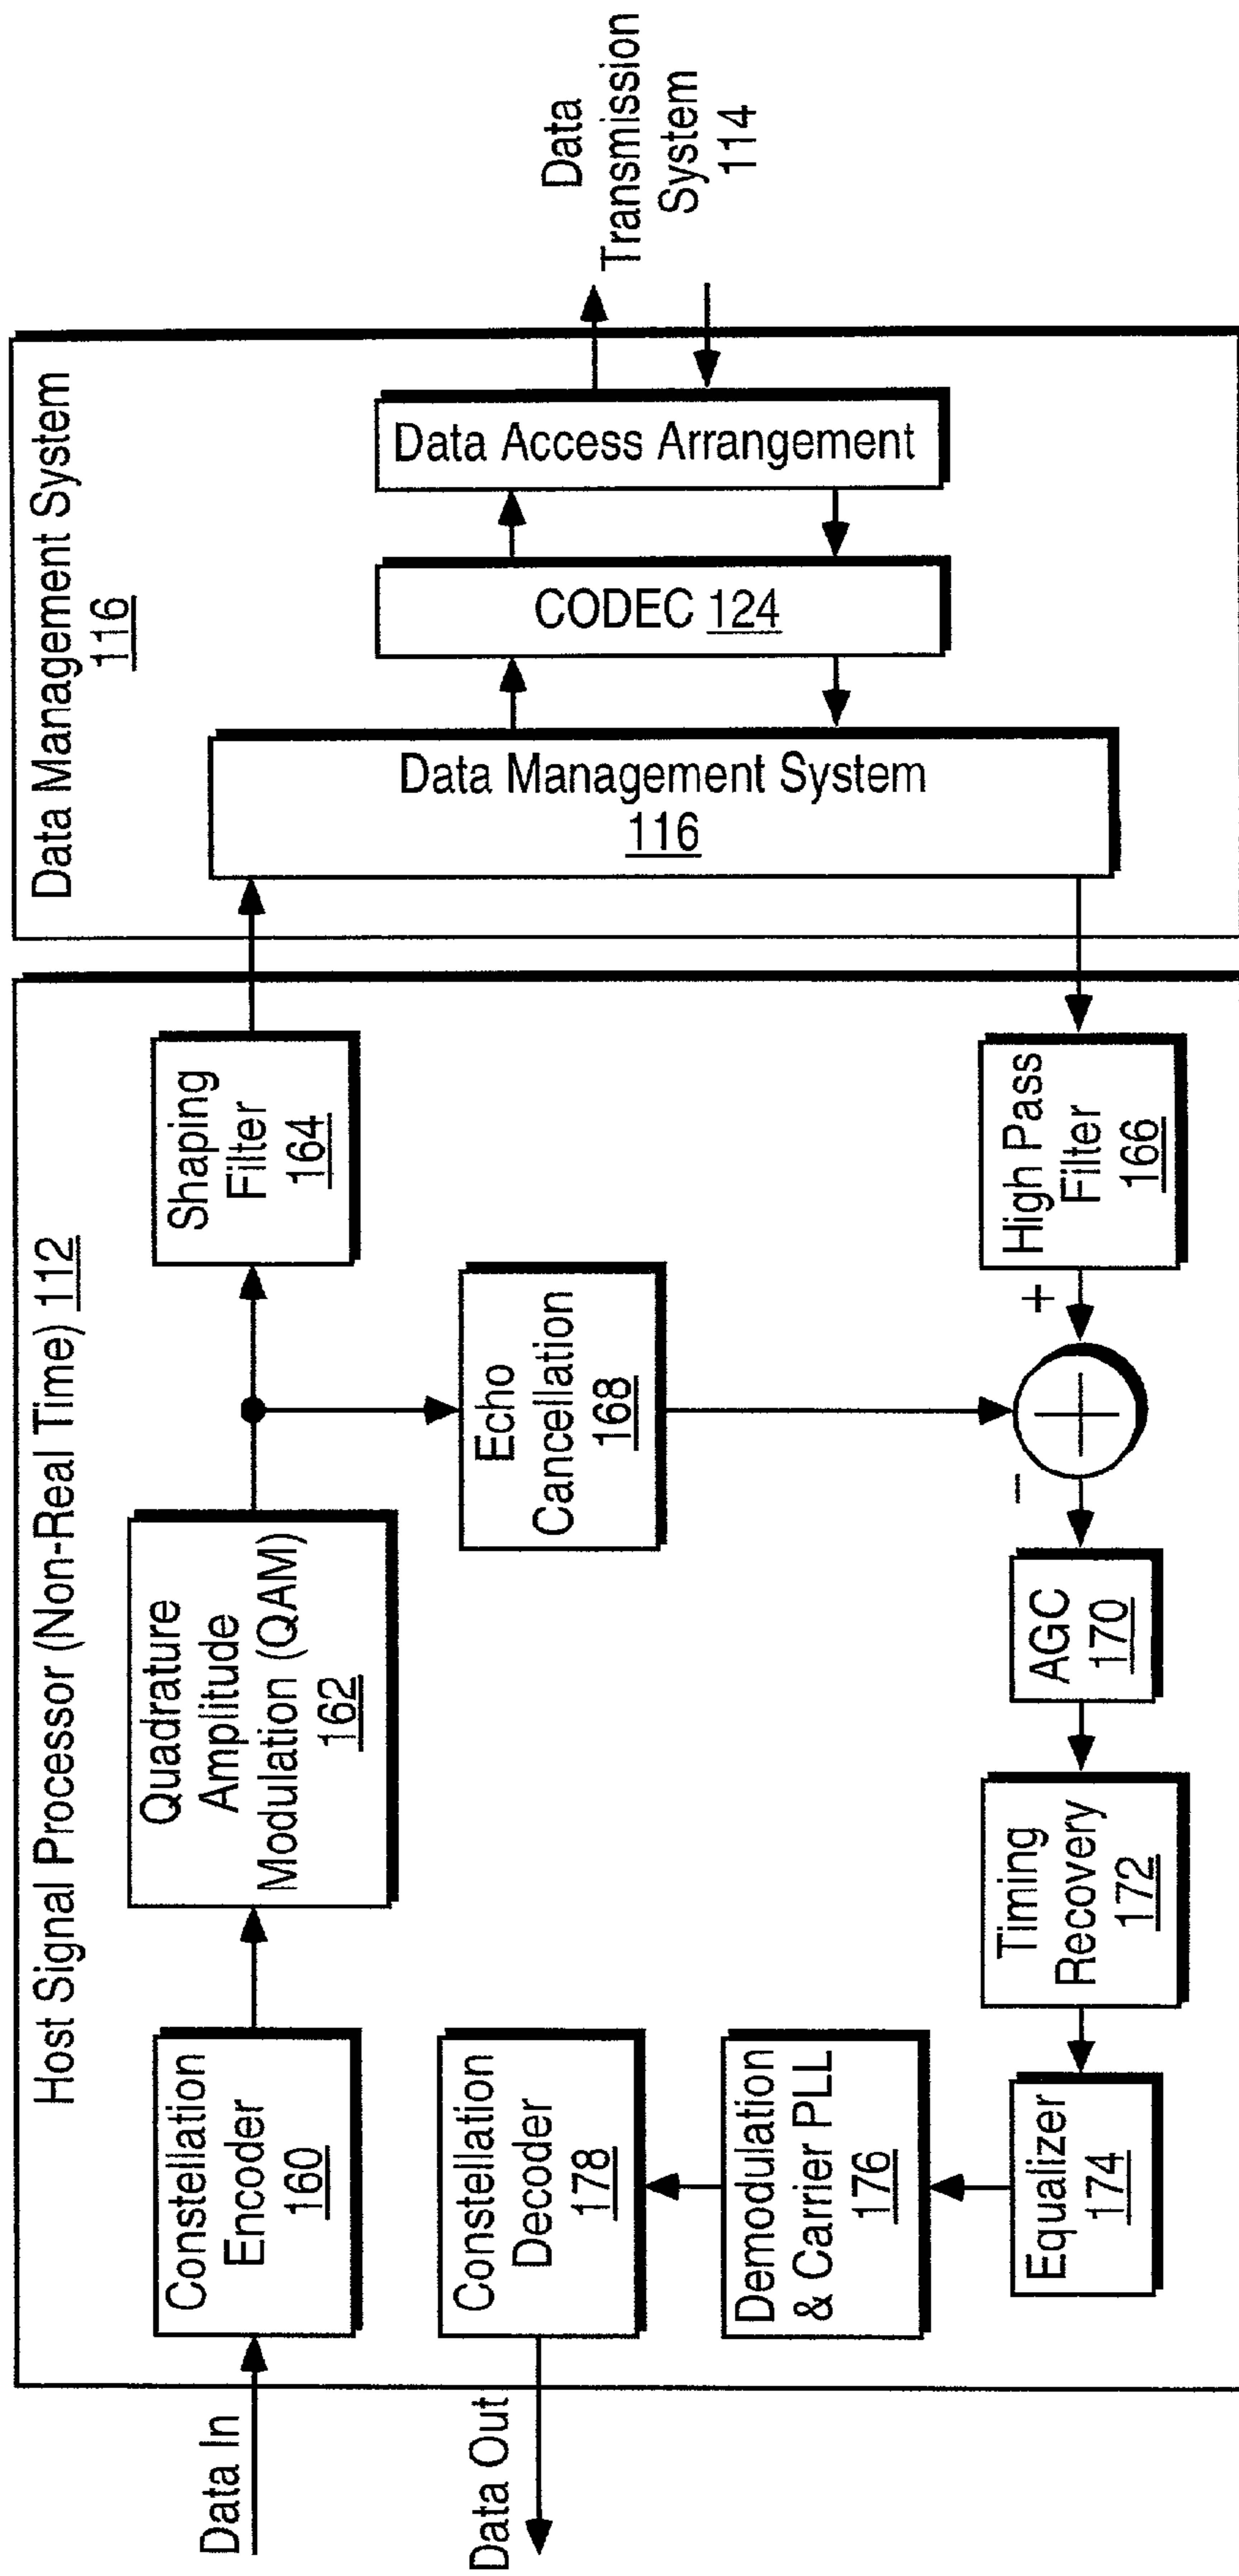 Host Signal Processor (Non-Real Time) 112
Data In
Constellation
Encoder
160
Quadrature
Amplitude
Modulation (QAM)
162
Shaping
Filter
164
Echo
Cancellation
168
Data Out
Constellation
Decoder
178
Demodulation
& Carrier PLL
176
Equalizer
174
Timing
Recovery
172
AGC
170
−
+
High Pass
Filter
166
Data Management System
116
Data Management System
116
CODEC 124
Data Access Arrangement
Data
Transmission
System
114